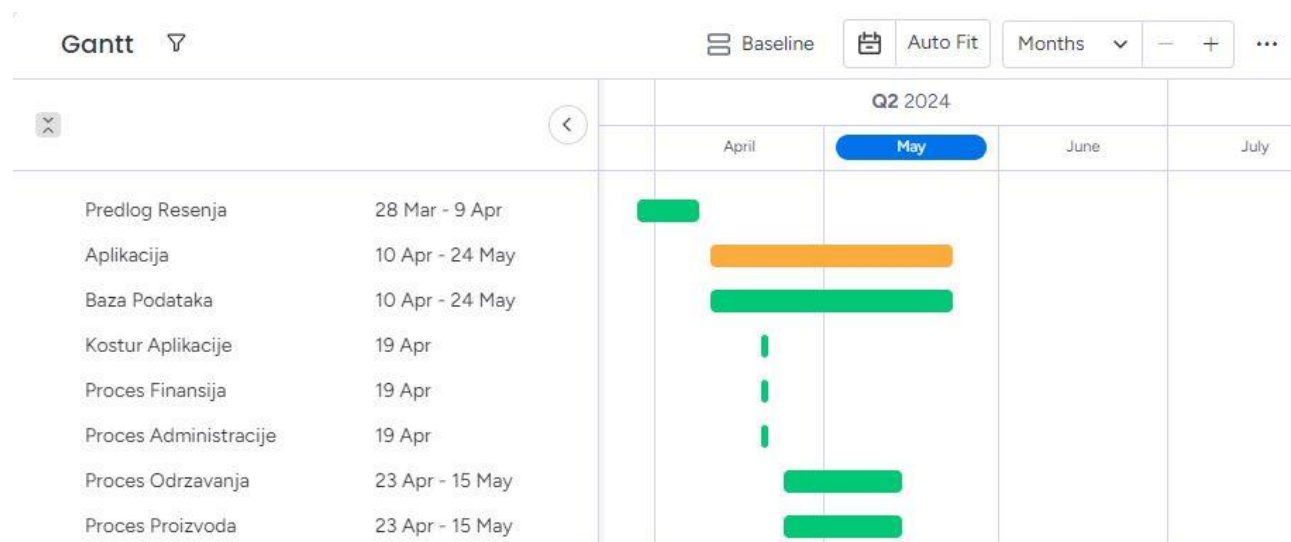 Gantt Baseline Auto Fit Months
Q2 2024
April May June July
Predlog Resenja 28 Mar - 9 Apr
Aplikacija 10 Apr - 24 May
Baza Podataka 10 Apr - 24 May
Kostur Aplikacije 19 Apr
Proces Finansija 19 Apr
Proces Administracije 19 Apr
Proces Odrzavanja 23 Apr - 15 May
Proces Proizvoda 23 Apr - 15 May